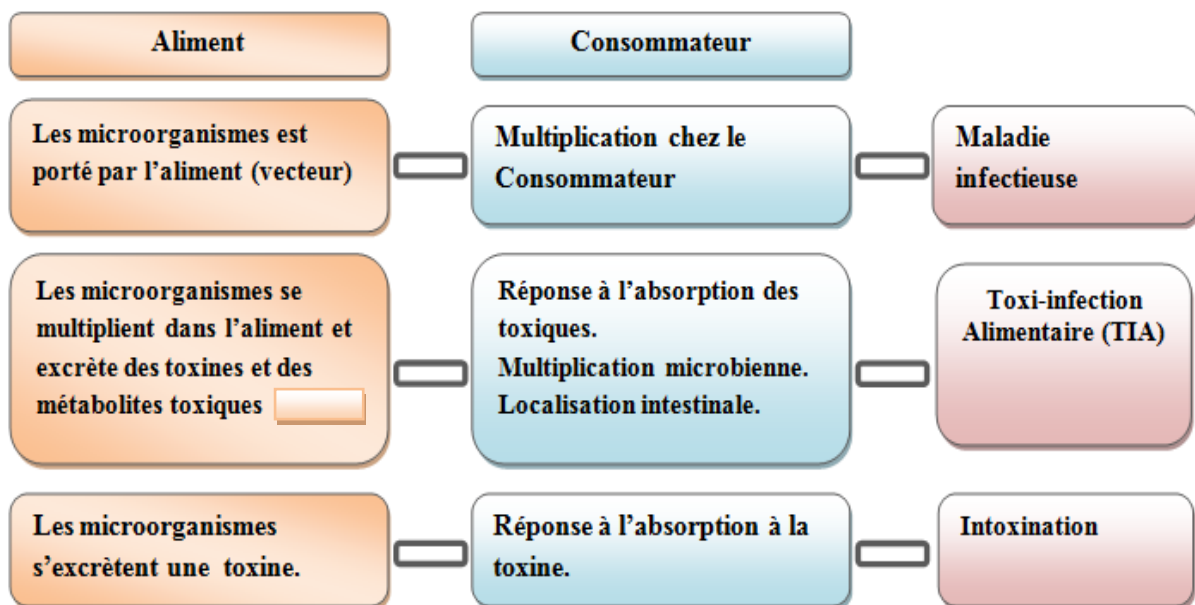 Aliment
Consommateur
Les microorganismes est
porté par l'aliment (vecteur)
Multiplication chez le
Consommateur
Maladie
infectieuse
Les microorganismes se
multiplient dans l'aliment et
excrète des toxines et des
métabolites toxiques
Réponse à l'absorption des
toxiques.
Multiplication microbienne.
Localisation intestinale.
Toxi-infection
Alimentaire (TIA)
Les microorganismes
s'excrètent une toxine.
Réponse à l'absorption à la
toxine.
Intoxination